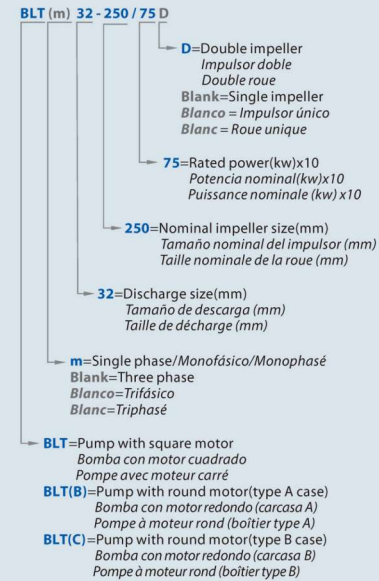 BLT(m) 32-250/75D
D=Double impeller
Impulsor doble
Double roue
Blank=Single impeller
Blanco = Impulsor único
Blanc = Roue unique
75=Rated power(kw)x10
Potencia nominal(kw)x10
Puissance nominale (kw) x10
250=Nominal impeller size(mm)
Tamaño nominal del impulsor (mm)
Taille nominale de la roue (mm)
32=Discharge size(mm)
Tamaño de descarga (mm)
Taille de décharge (mm)
m=Single phase/Monofásico/Monophasé
Blank=Three phase
Blanco=Trifásico
Blanc=Triphasé
BLT=Pump with square motor
Bomba con motor cuadrado
Pompe avec moteur carré
BLT(B)=Pump with round motor(type A case)
Bomba con motor redondo (carcasa A)
Pompe à moteur rond (boîtier type A)
BLT(C)=Pump with round motor(type B case)
Bomba con motor redondo (carcasa B)
Pompe à moteur rond (boîtier type B)